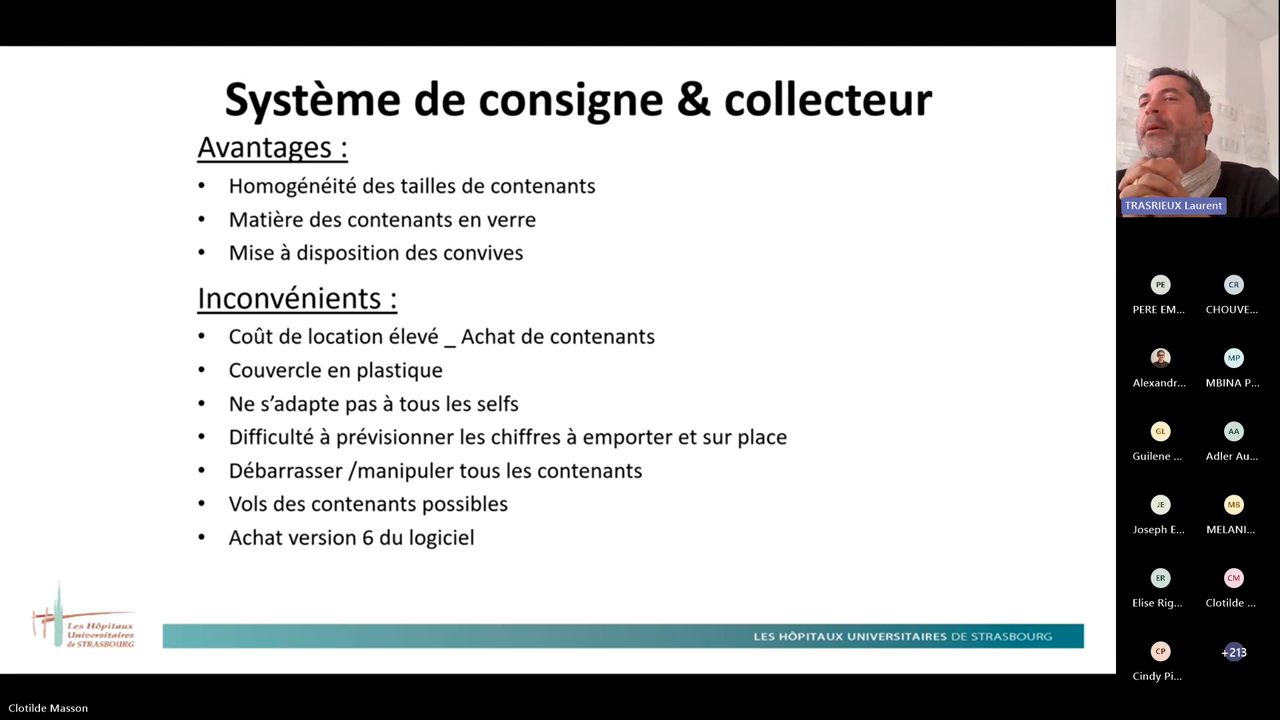 Système de consigne & collecteur
Avantages :
• Homogénéité des tailles de contenants
• Matière des contenants en verre
• Mise à disposition des convives
Inconvénients :
• Coût de location élevé _ Achat de contenants
• Couvercle en plastique
• Ne s’adapte pas à tous les selfs
• Difficulté à prévisionner les chiffres à emporter et sur place
• Débarrasser /manipuler tous les contenants
• Vols des contenants possibles
• Achat version 6 du logiciel
Les Hôpitaux
Universitaires
de STRASBOURG
LES HÔPITAUX UNIVERSITAIRES DE STRASBOURG
Clotilde Masson
TRASRIEUX Laurent
PE
CR
PERE EM...
CHOUVE...
MP
Alexandr...
MBINA P...
GL
AA
Guilene ...
Adler Au...
JE
MB
Joseph E...
MELANI...
ER
CM
Elise Rig...
Clotilde ...
CP
+213
Cindy Pi...